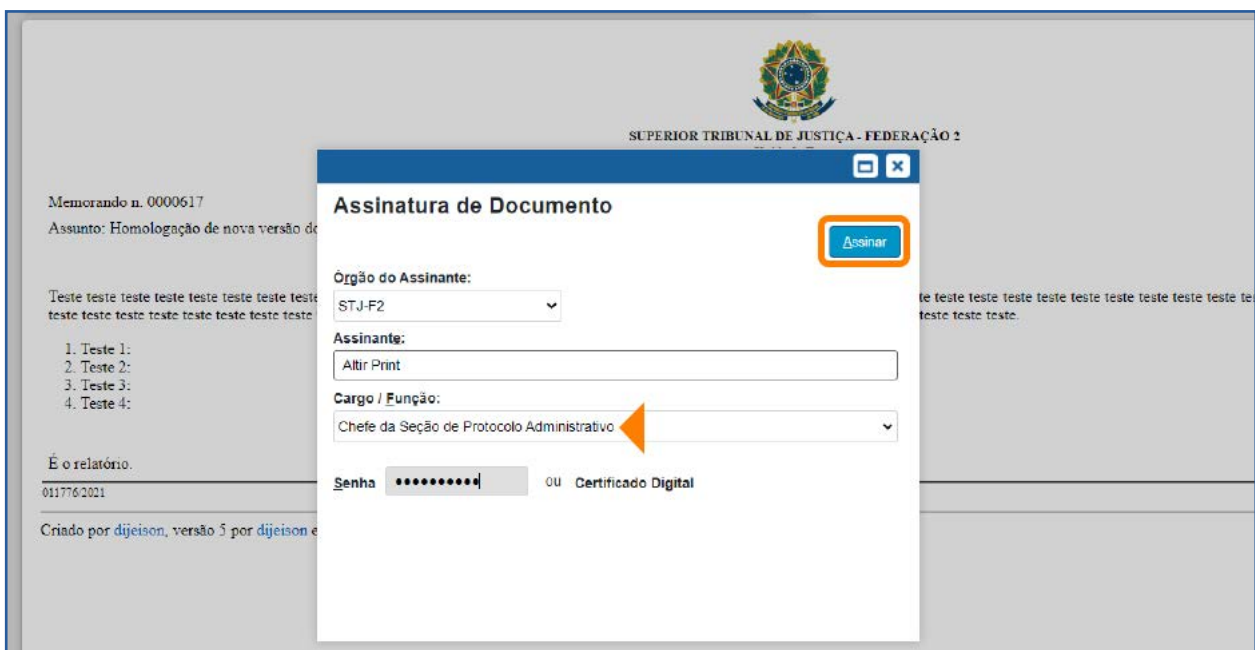 SUPERIOR TRIBUNAL DE JUSTIÇA - FEDERAÇÃO 2
Memorando n. 0000617
Assunto: Homologação de nova versão do
Assinatura de Documento
Assinar
Órgão do Assinante:
STJ-F2
Teste teste teste teste teste teste teste teste
te teste teste teste teste teste teste teste teste te
teste teste teste teste teste teste teste teste
teste teste teste.
Assinante:
Altir Print
1. Teste 1:
2. Teste 2:
3. Teste 3:
4. Teste 4:
Cargo / Função:
Chefe da Seção de Protocolo Administrativo
É o relatório.
Senha •••••••••• ou Certificado Digital
011776/2021
Criado por dijeison, versão 5 por dijeison e